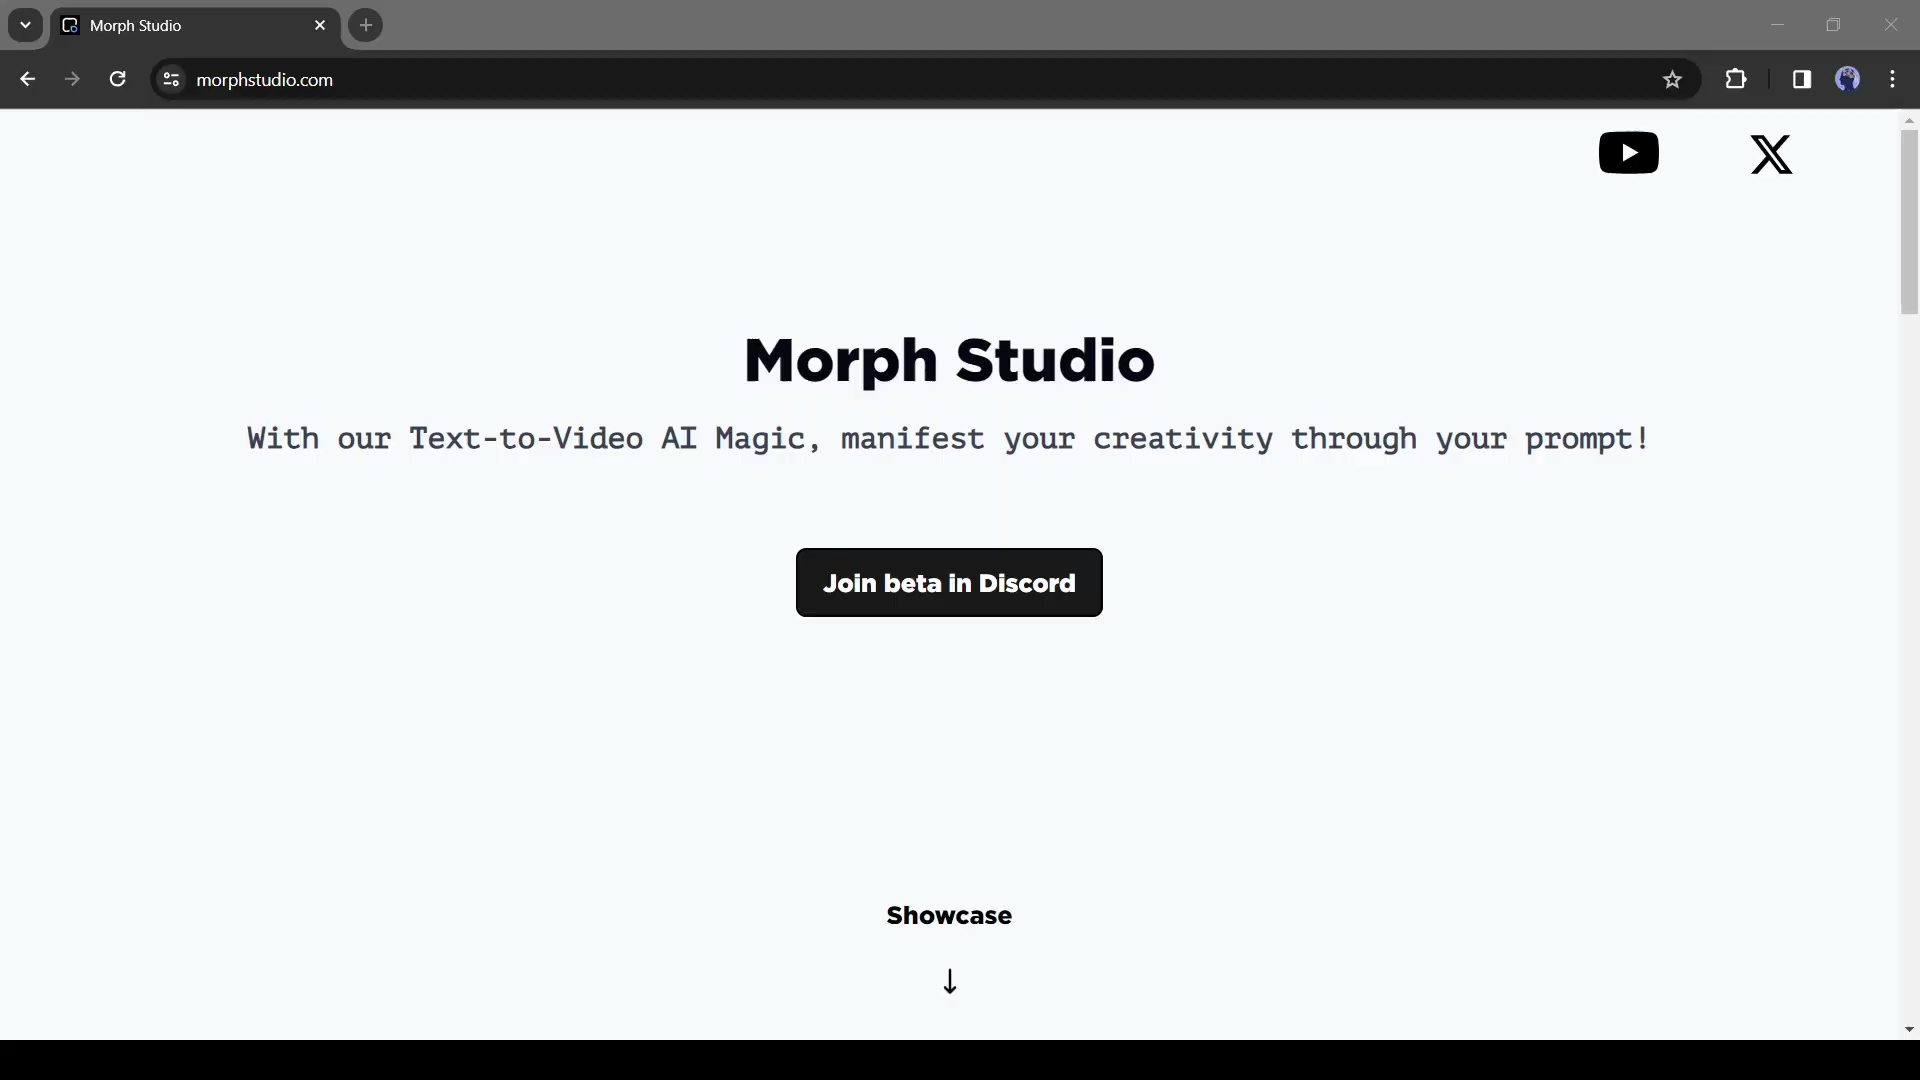 Morph Studio
morphstudio.com
Morph Studio
With our Text-to-Video AI Magic, manifest your creativity through your prompt!
Join beta in Discord
Showcase